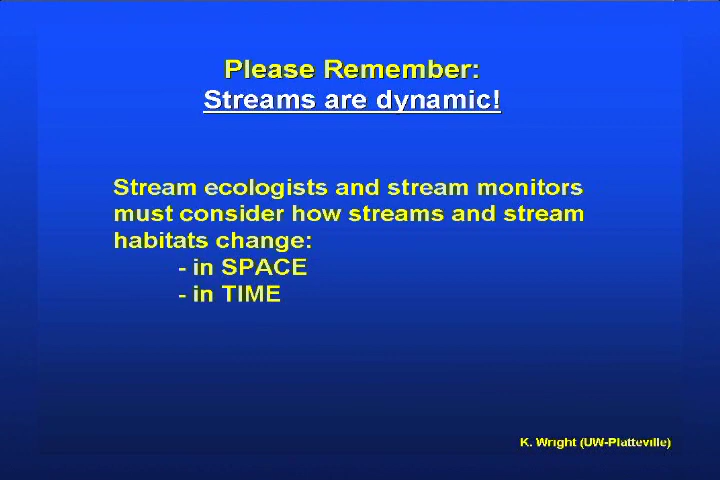 Please Remember:
Streams are dynamic!
Stream ecologists and stream monitors
must consider how streams and stream
habitats change:
- in SPACE
- in TIME
K. Wright (UW-Platteville)